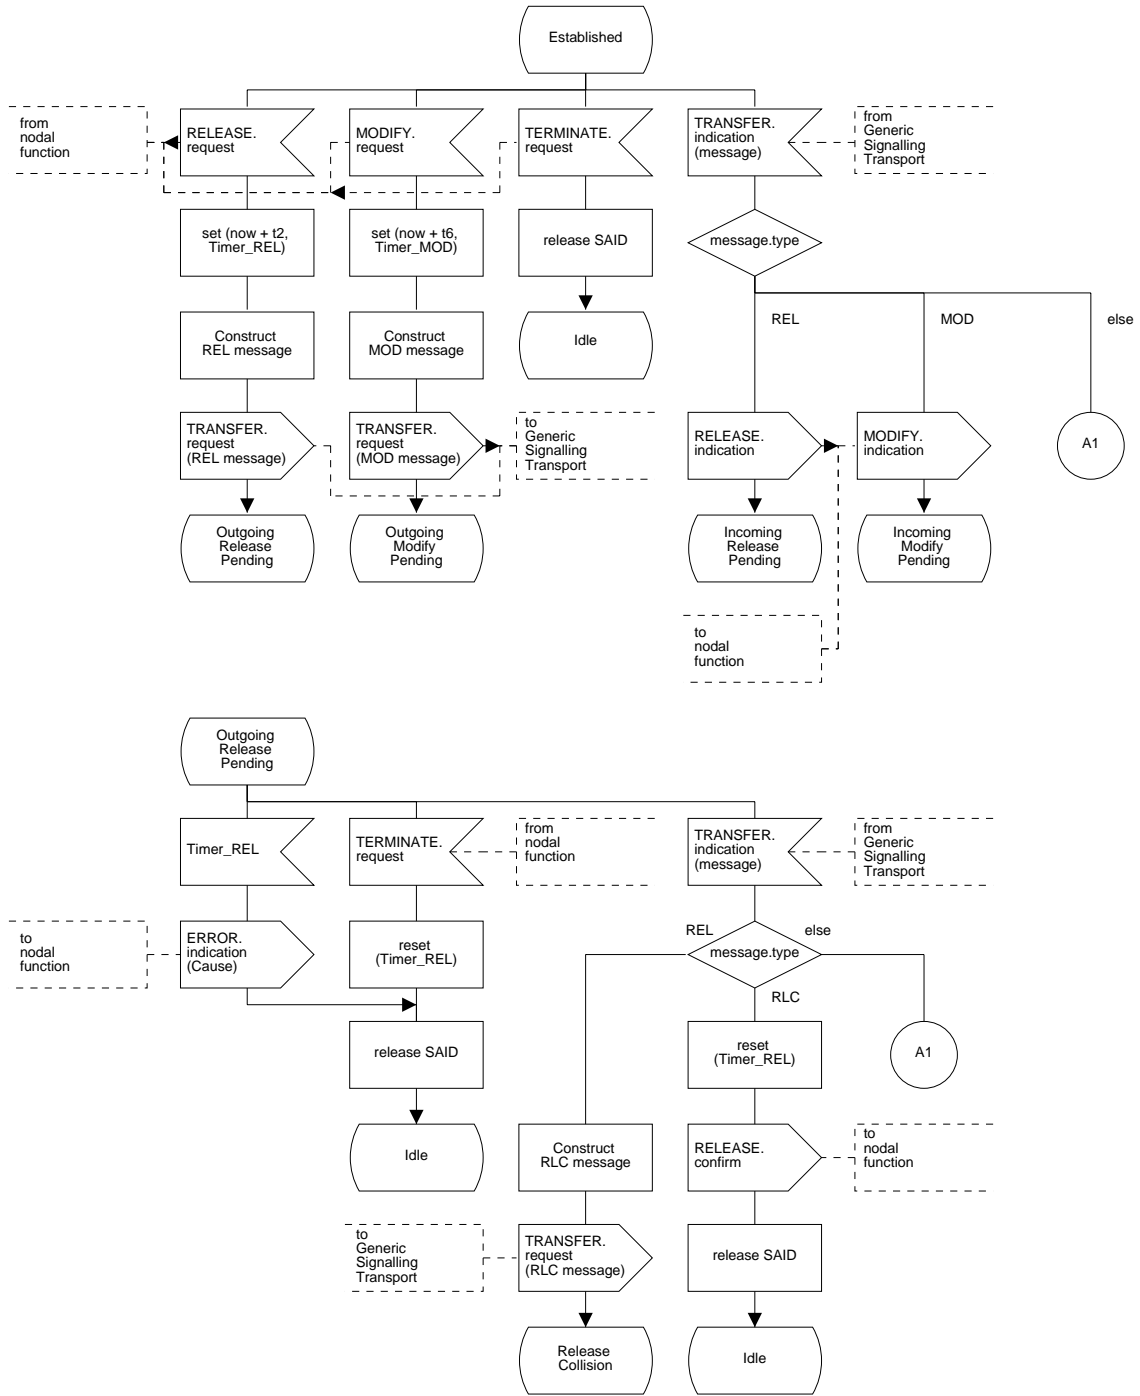 Established
from
nodal
function
RELEASE.
request
MODIFY.
request
TERMINATE.
request
TRANSFER.
indication
(message)
from
Generic
Signalling
Transport
set (now + t2,
Timer_REL)
set (now + t6,
Timer_MOD)
release SAID
message.type
REL
MOD
else
Construct
REL message
Construct
MOD message
Idle
TRANSFER.
request
(REL message)
TRANSFER.
request
(MOD message)
to
Generic
Signalling
Transport
RELEASE.
indication
MODIFY.
indication
A1
Outgoing
Release
Pending
Outgoing
Modify
Pending
Incoming
Release
Pending
Incoming
Modify
Pending
to
nodal
function
Outgoing
Release
Pending
Timer_REL
TERMINATE.
request
from
nodal
function
TRANSFER.
indication
(message)
from
Generic
Signalling
Transport
to
nodal
function
ERROR.
indication
(Cause)
reset
(Timer_REL)
REL
else
message.type
RLC
release SAID
reset
(Timer_REL)
A1
Idle
Construct
RLC message
RELEASE.
confirm
to
nodal
function
to
Generic
Signalling
Transport
TRANSFER.
request
(RLC message)
release SAID
Release
Collision
Idle